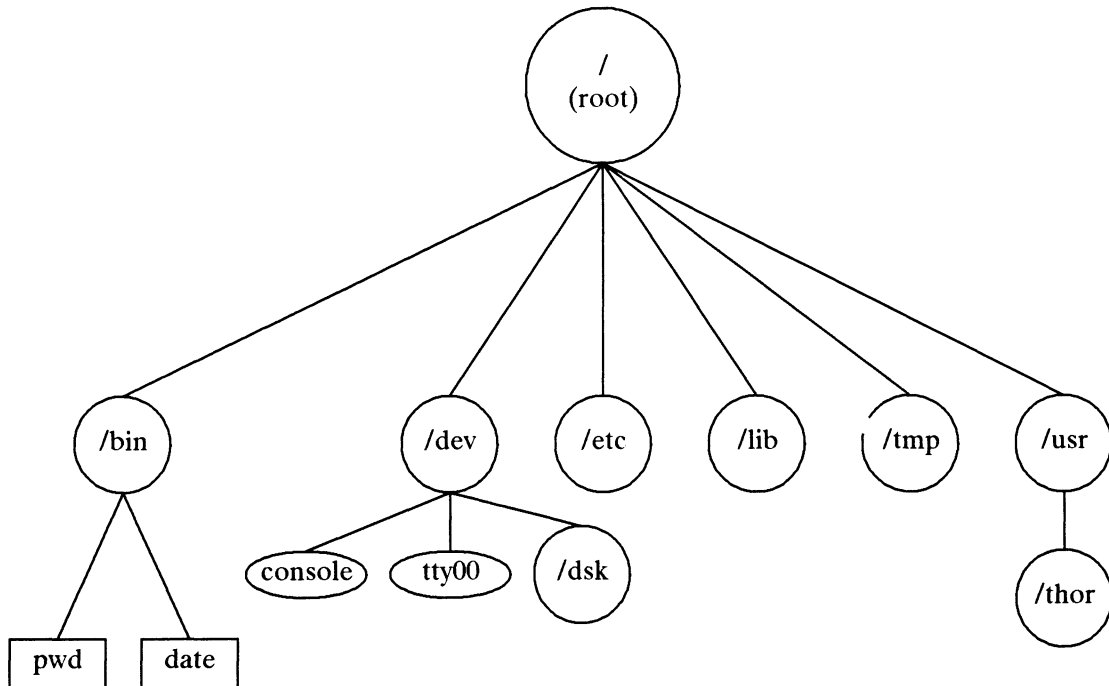 /
(root)
/bin
/dev
/etc
/lib
/tmp
/usr
console
tty00
/dsk
/thor
pwd
date